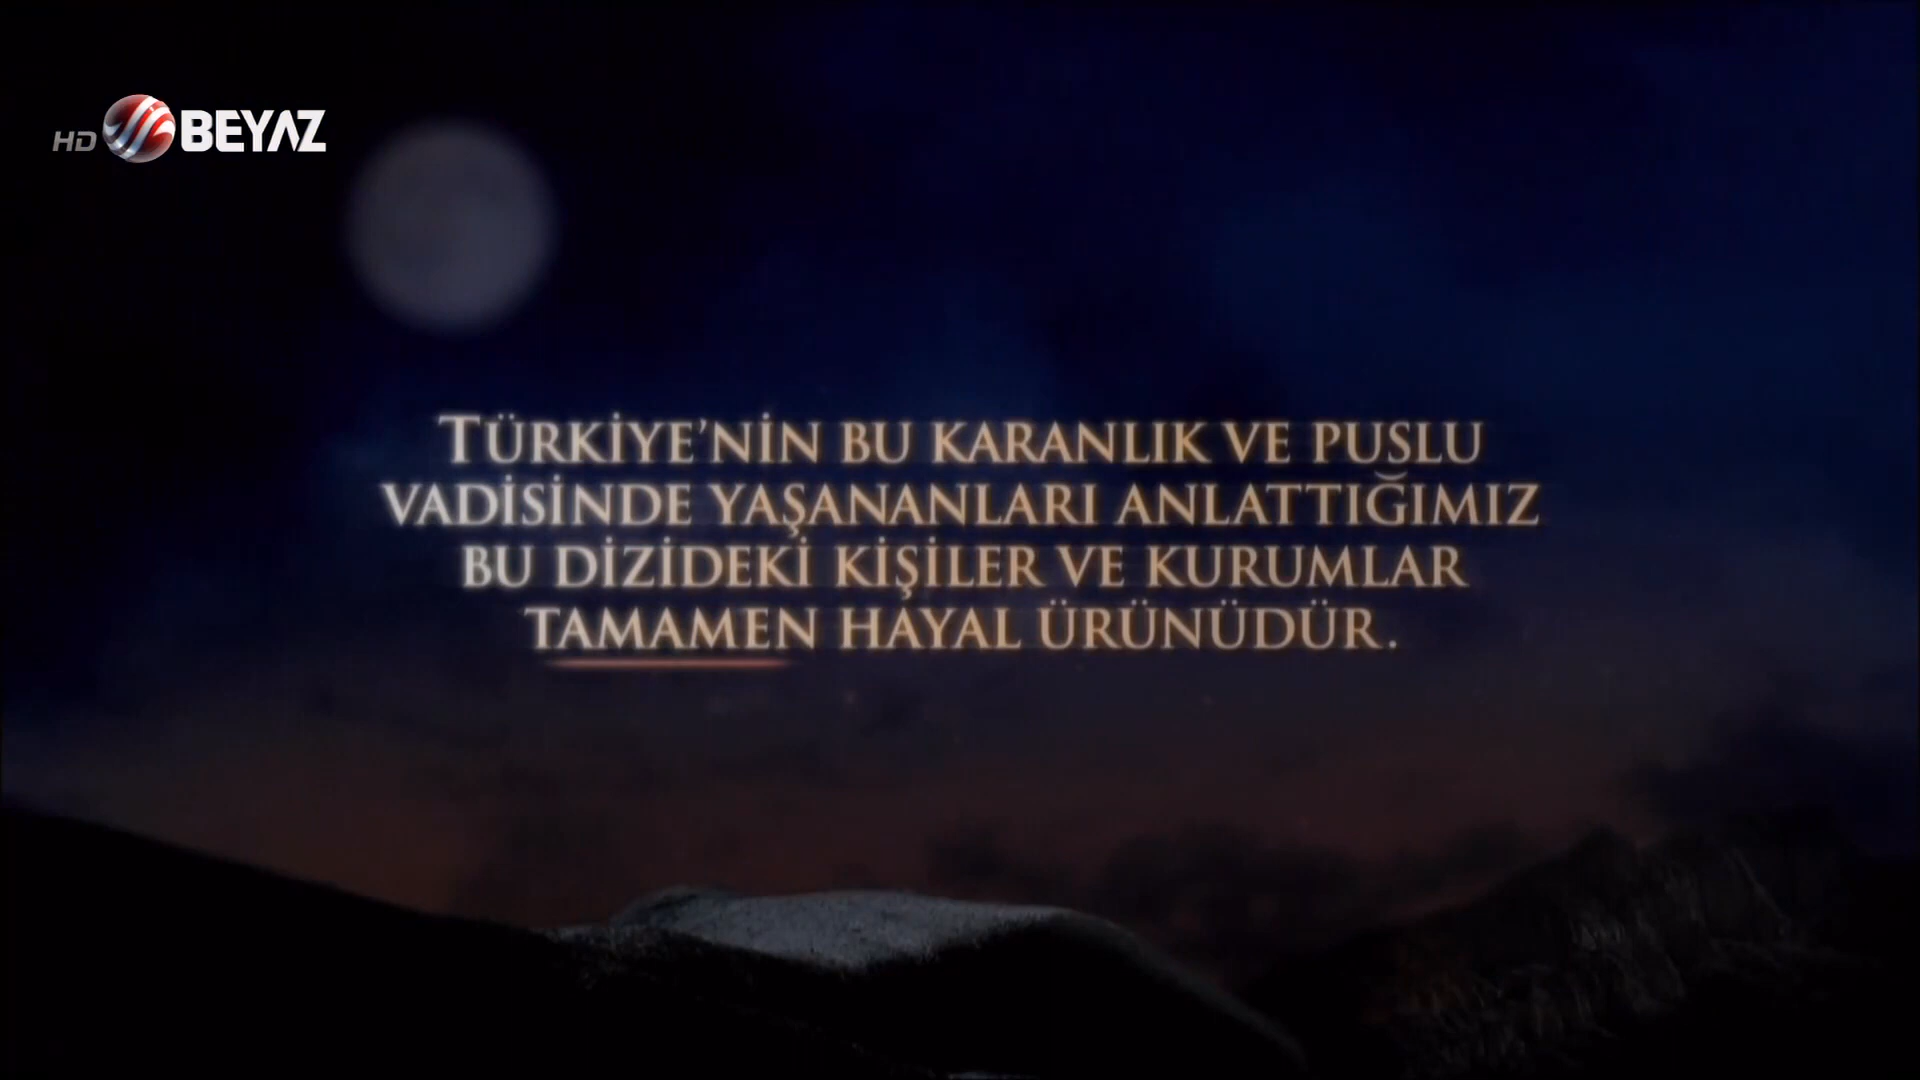 HD BEYAZ
TÜRKİYE'NİN BU KARANLIK VE PUSLU
VADİSİNDE YAŞANANLARI ANLATTIĞIMIZ
BU DİZİDEKİ KİŞİLER VE KURUMLAR
TAMAMEN HAYAL ÜRÜNÜDÜR.